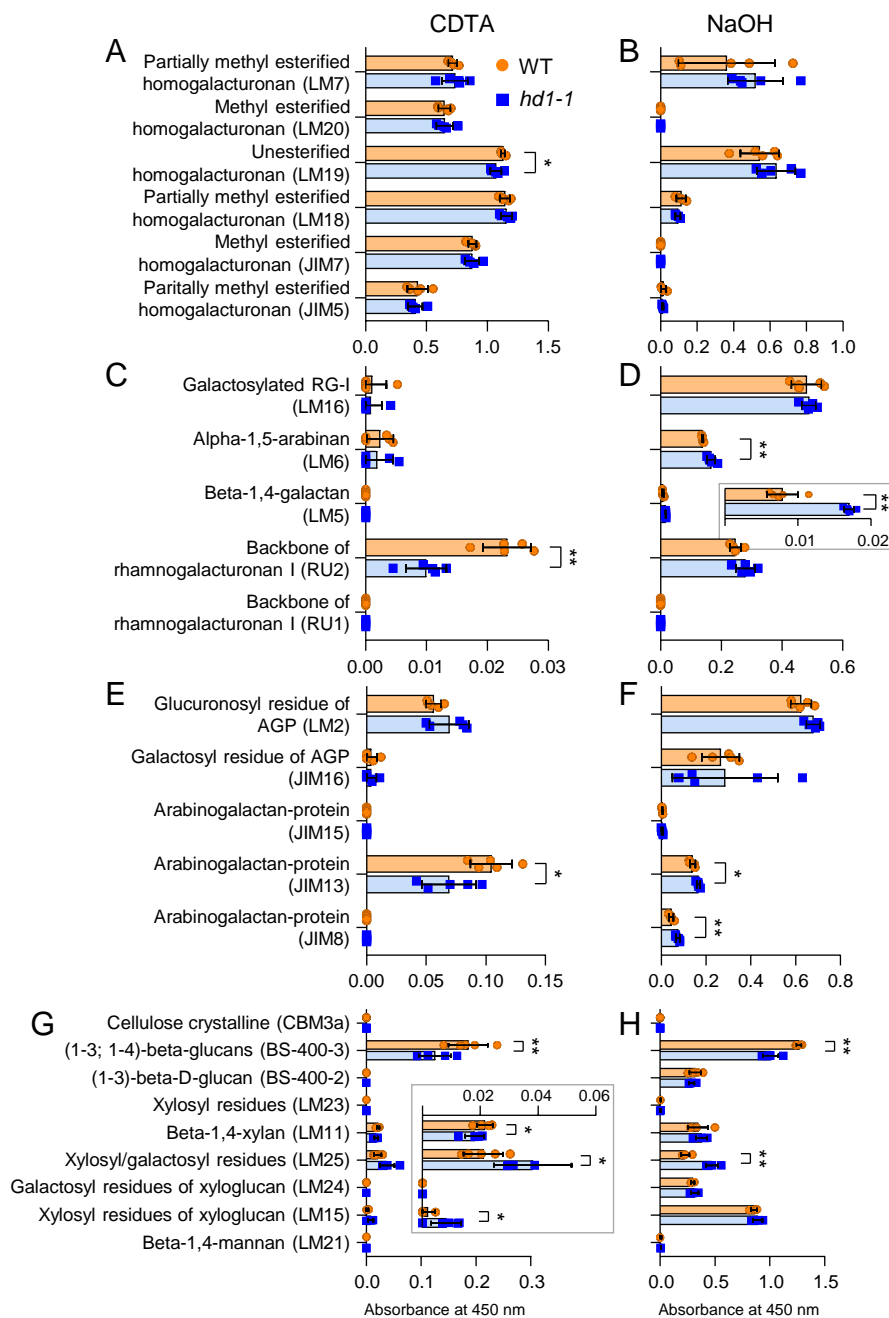 CDTA
NaOH
A
B
WT
hd1-1
Partially methyl esterified
homogalacturonan (LM7)
Methyl esterified
homogalacturonan (LM20)
Unesterified
homogalacturonan (LM19)
*
Partially methyl esterified
homogalacturonan (LM18)
Methyl esterified
homogalacturonan (JIM7)
Paritally methyl esterified
homogalacturonan (JIM5)
0.0 0.5 1.0 1.5
0.0 0.2 0.4 0.6 0.8 1.0
C
D
Galactosylated RG-I
(LM16)
Alpha-1,5-arabinan
(LM6)
**
Beta-1,4-galactan
(LM5)
**
0.01 0.02
Backbone of
rhamnogalacturonan I (RU2)
**
Backbone of
rhamnogalacturonan I (RU1)
0.00 0.01 0.02 0.03
0.0 0.2 0.4 0.6
E
F
Glucuronosyl residue of
AGP (LM2)
Galactosyl residue of AGP
(JIM16)
Arabinogalactan-protein
(JIM15)
Arabinogalactan-protein
(JIM13)
*
*
Arabinogalactan-protein
(JIM8)
**
0.00 0.05 0.10 0.15
0.0 0.2 0.4 0.6 0.8
G
H
Cellulose crystalline (CBM3a)
(1-3; 1-4)-beta-glucans (BS-400-3)
**
**
(1-3)-beta-D-glucan (BS-400-2)
0.02 0.04 0.06
Xylosyl residues (LM23)
Beta-1,4-xylan (LM11)
*
Xylosyl/galactosyl residues (LM25)
*
**
Galactosyl residues of xyloglucan (LM24)
Xylosyl residues of xyloglucan (LM15)
*
Beta-1,4-mannan (LM21)
0.0 0.1 0.2 0.3
0.0 0.5 1.0 1.5
Absorbance at 450 nm
Absorbance at 450 nm